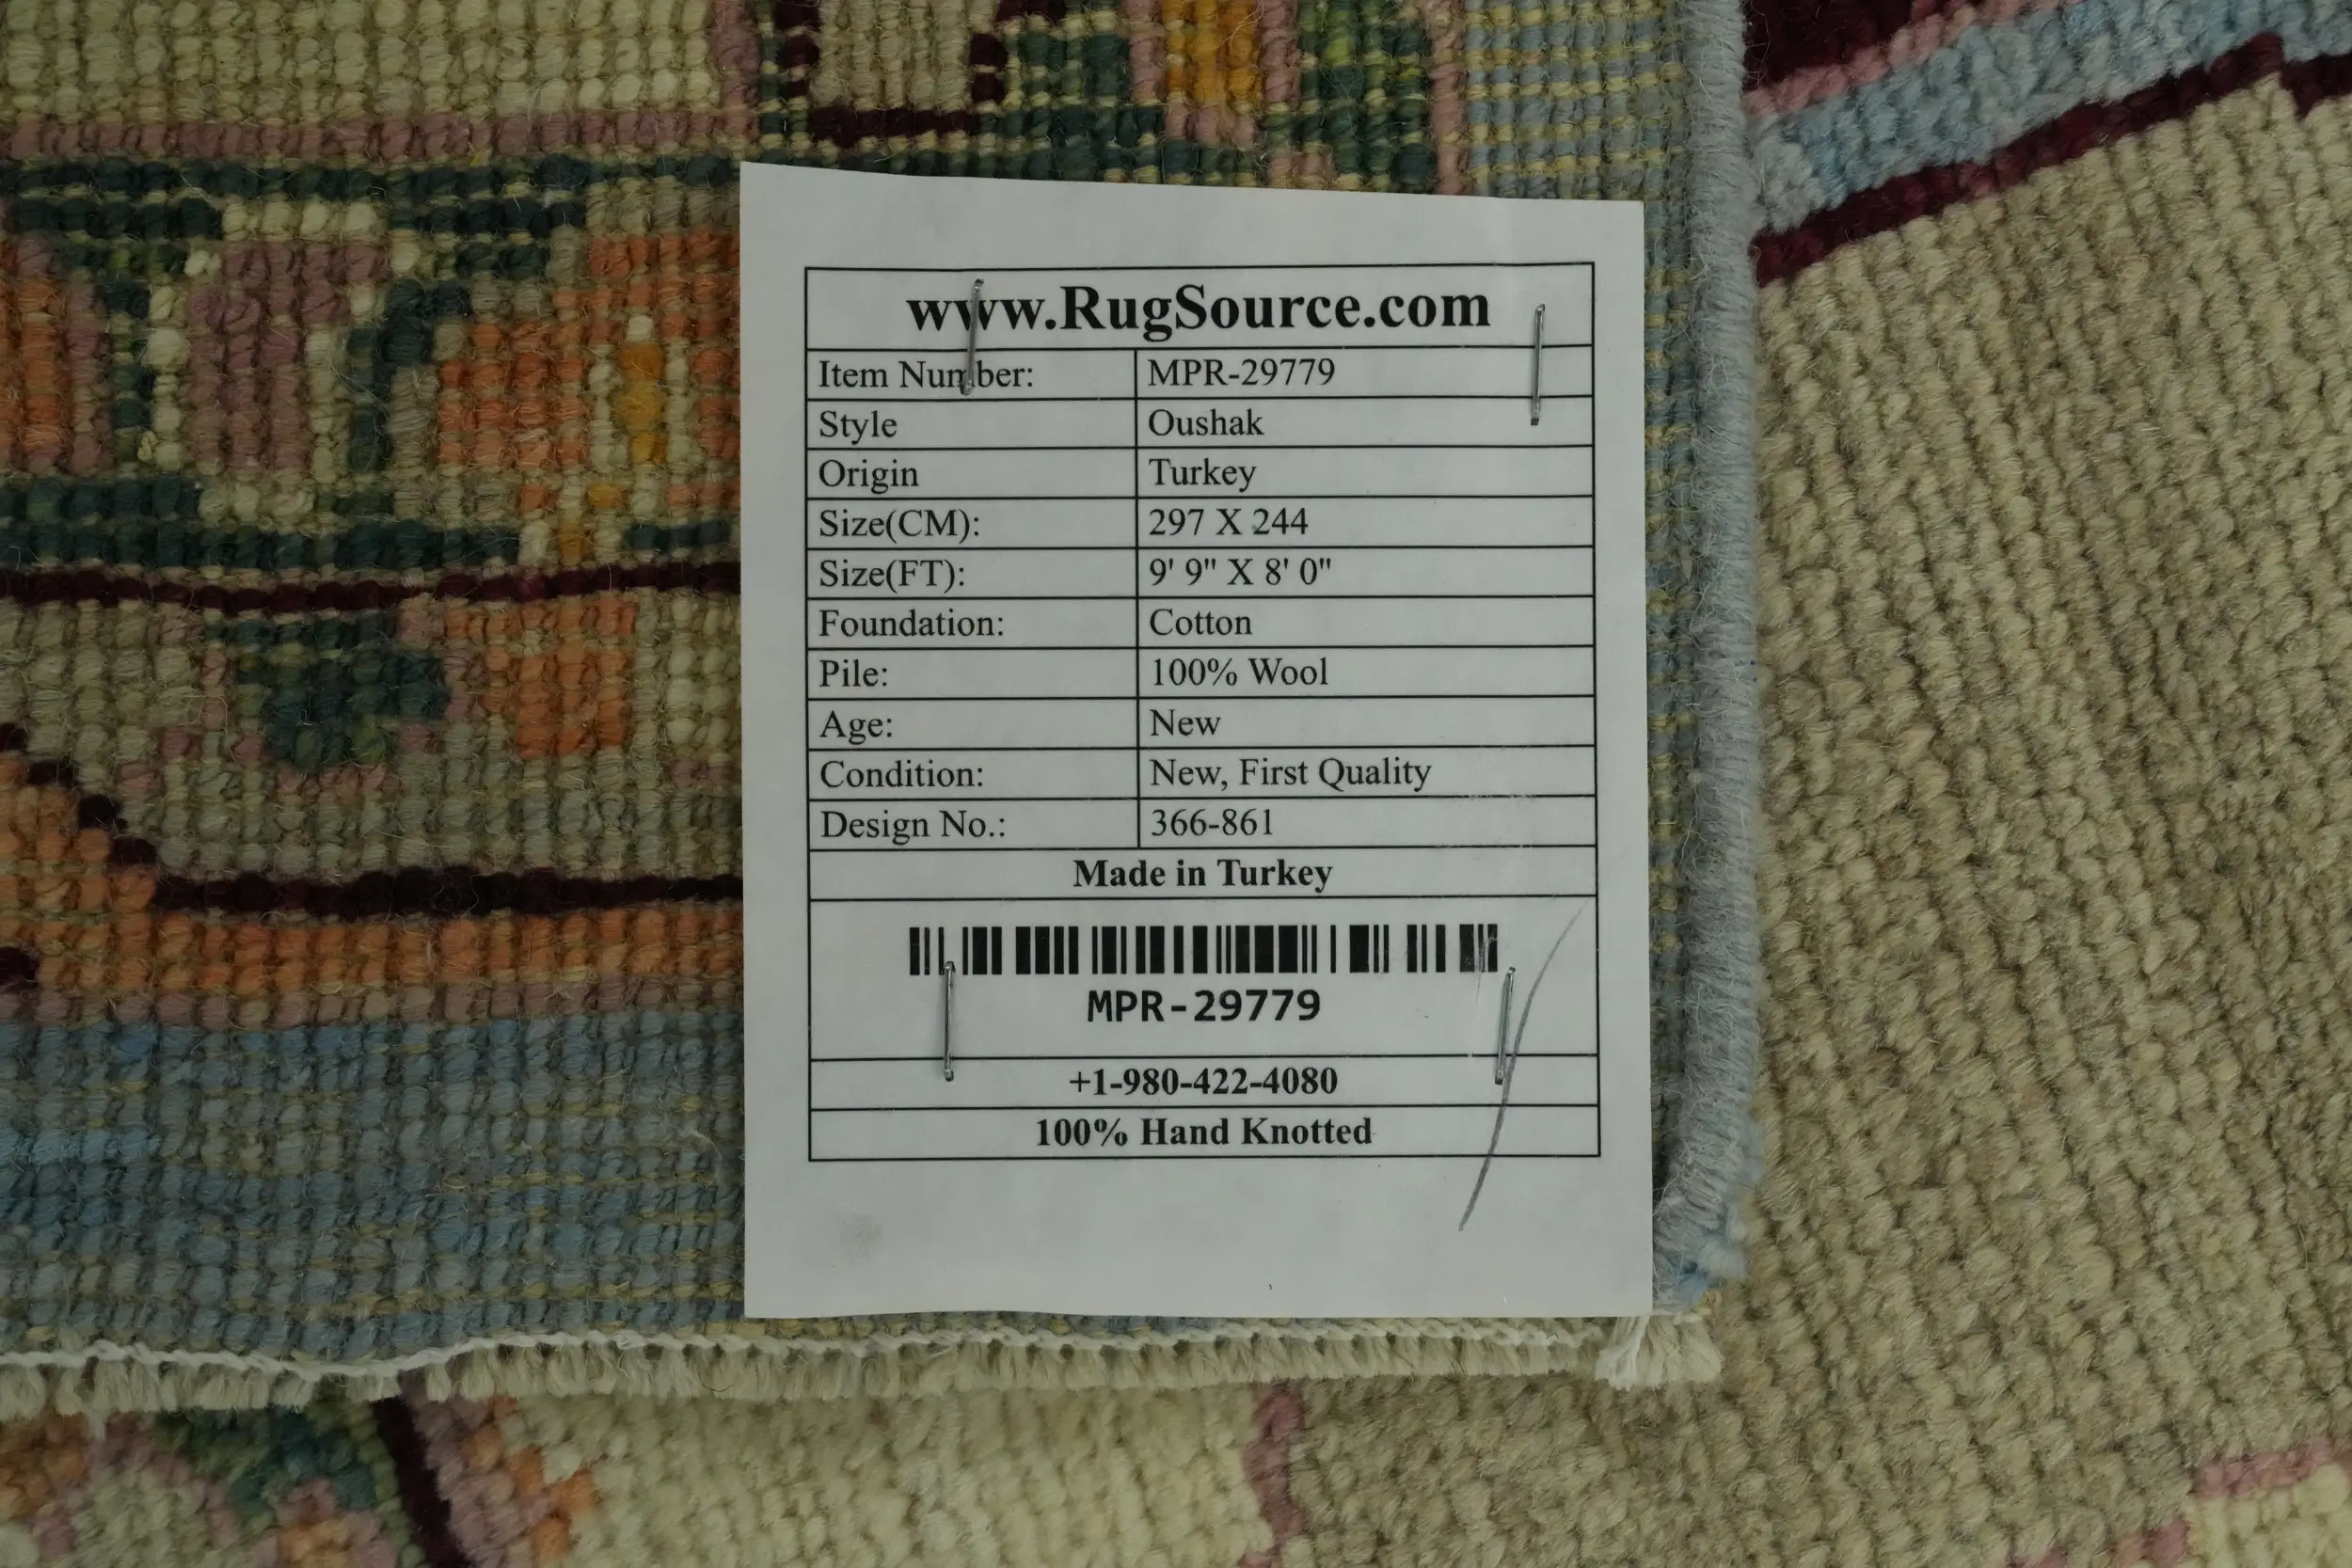 www.RugSource.com
Item Number: MPR-29779
Style Oushak
Origin Turkey
Size(CM): 297 X 244
Size(FT): 9' 9" X 8' 0"
Foundation: Cotton
Pile: 100% Wool
Age: New
Condition: New, First Quality
Design No.: 366-861
Made in Turkey
MPR-29779
+1-980-422-4080
100% Hand Knotted